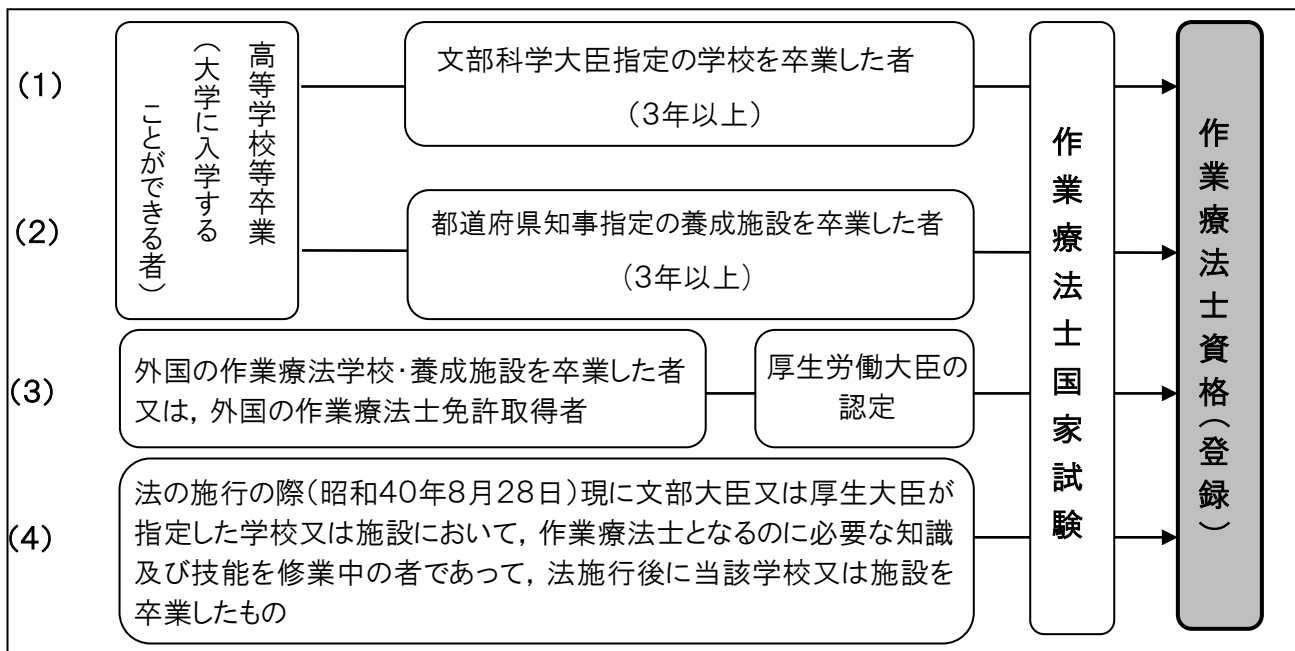 (1)
高等学校等卒業
（大学に入学する
ことができる者）
文部科学大臣指定の学校を卒業した者
（3年以上）
(2)
都道府県知事指定の養成施設を卒業した者
（3年以上）
(3)
外国の作業療法学校･養成施設を卒業した者
又は，外国の作業療法士免許取得者
厚生労働大臣の
認定
(4)
法の施行の際（昭和40年8月28日）現に文部大臣又は厚生大臣が
指定した学校又は施設において，作業療法士となるのに必要な知識
及び技能を修業中の者であって，法施行後に当該学校又は施設を
卒業したもの
作業療法士国家試験
作業療法士資格（登録）